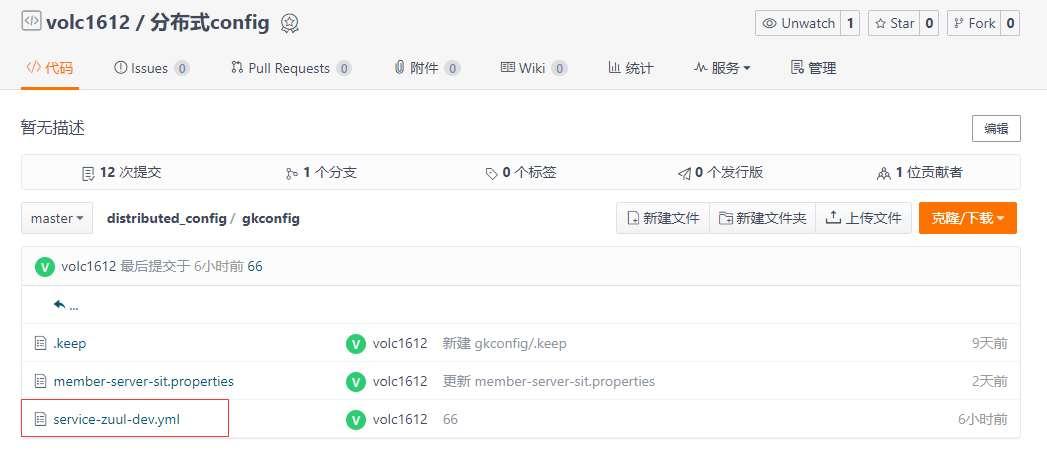 volc1612 / 分布式config
Unwatch 1 Star 0 Fork 0
代码 Issues 0 Pull Requests 0 附件 0 Wiki 0 统计 服务 管理
暂无描述
编辑
12 次提交 1 个分支 0 个标签 0 个发行版 1 位贡献者
master distributed_config / gkconfig 新建文件 新建文件夹 上传文件 克隆/下载
V volc1612 最后提交于 6小时前 66
...
.keep V volc1612 新建 gkconfig/.keep 9天前
member-server-sit.properties V volc1612 更新 member-server-sit.properties 2天前
service-zuul-dev.yml V volc1612 66 6小时前